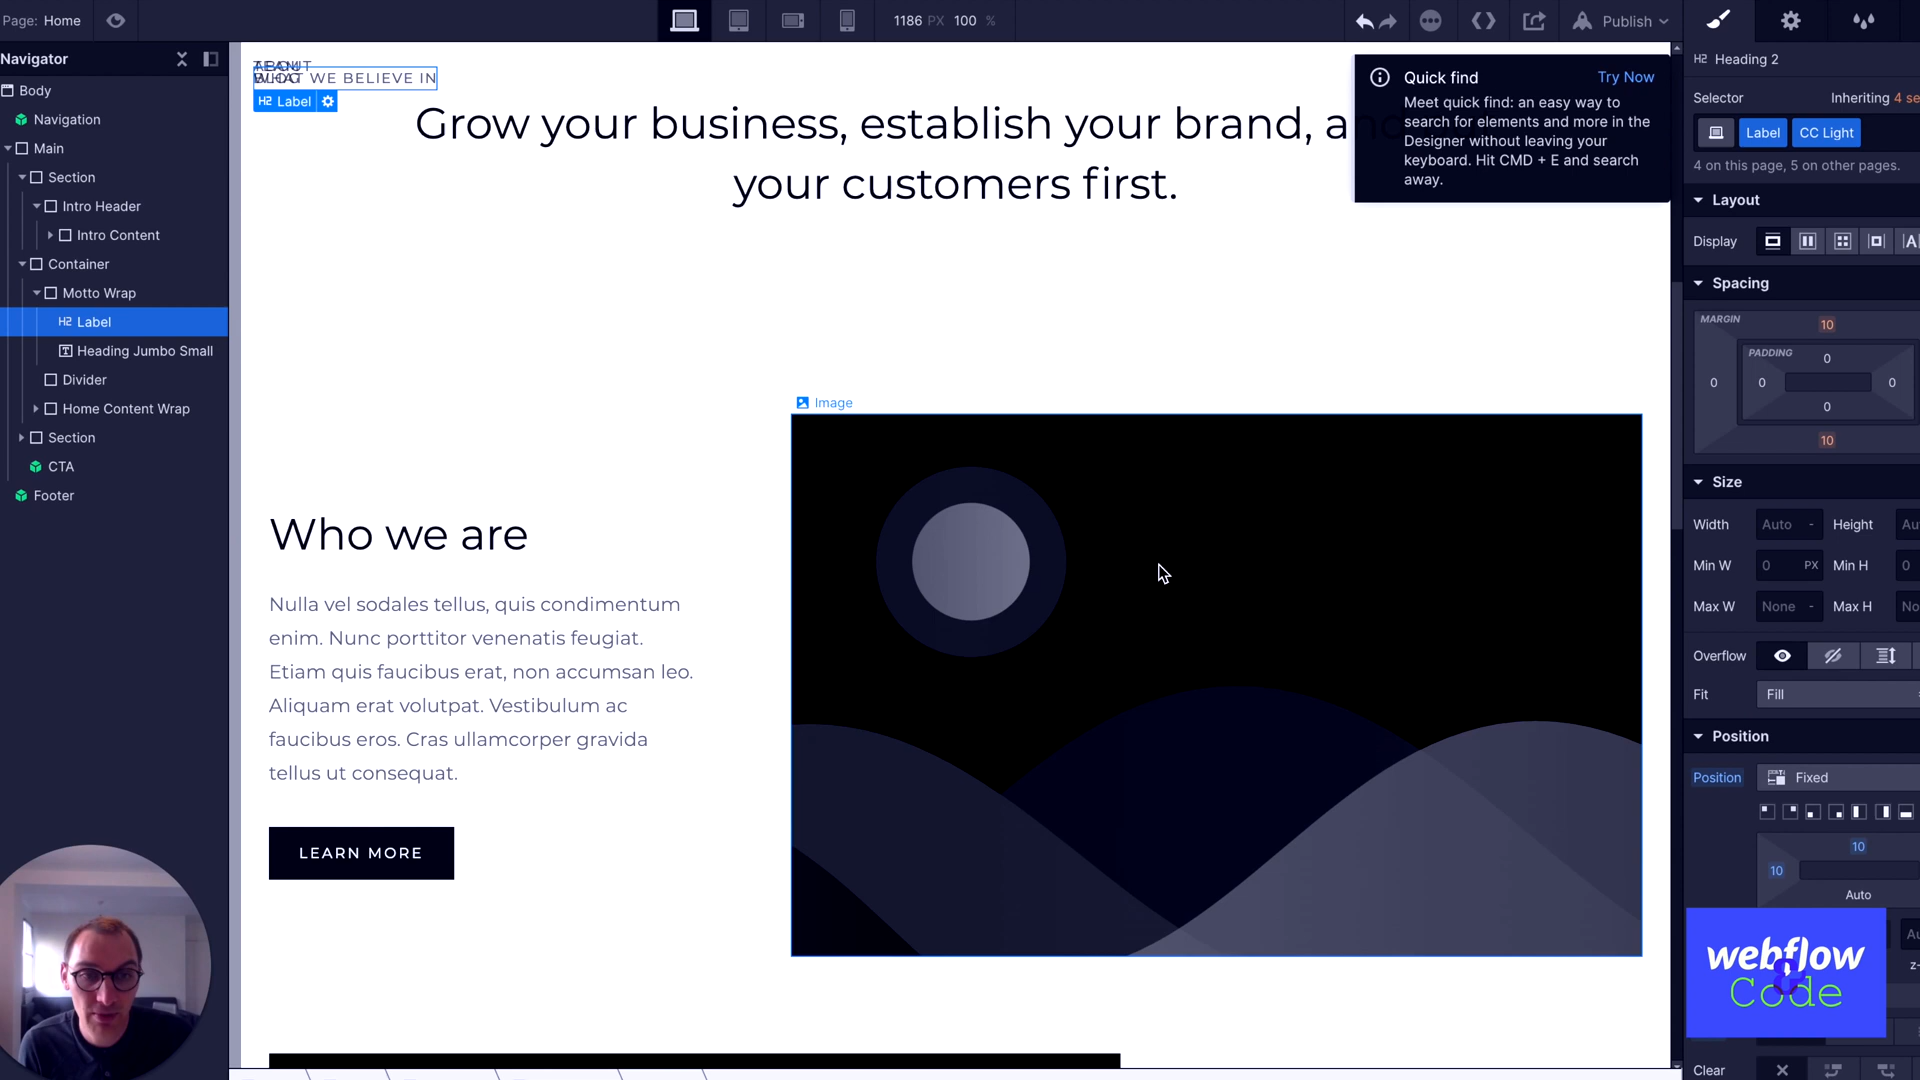 Page: Home
1186 PX 100 %
Publish
Navigator
Body
Navigation
Main
Section
Intro Header
Intro Content
Container
Motto Wrap
H2 Label
Heading Jumbo Small
Divider
Home Content Wrap
Section
CTA
Footer
WHAT WE BELIEVE IN
H2 Label
Grow your business, establish your brand, an
your customers first.
Quick find
Try Now
Meet quick find: an easy way to
search for elements and more in the
Designer without leaving your
keyboard. Hit CMD + E and search
away.
Image
Who we are
Nulla vel sodales tellus, quis condimentum
enim. Nunc porttitor venenatis feugiat.
Etiam quis faucibus erat, non accumsan leo.
Aliquam erat volutpat. Vestibulum ac
faucibus eros. Cras ullamcorper gravida
tellus ut consequat.
LEARN MORE
H2 Heading 2
Selector
Inheriting 4 se
Label
CC Light
4 on this page, 5 on other pages.
Layout
Display
Spacing
MARGIN
10
PADDING
0
0
0
0
0
10
Size
Width Auto - Height Au
Min W 0 PX Min H 0
Max W None - Max H No
Overflow
Fit Fill
Position
Position Fixed
10
10
Auto
Au
z-
webflow
&
Code
Clear